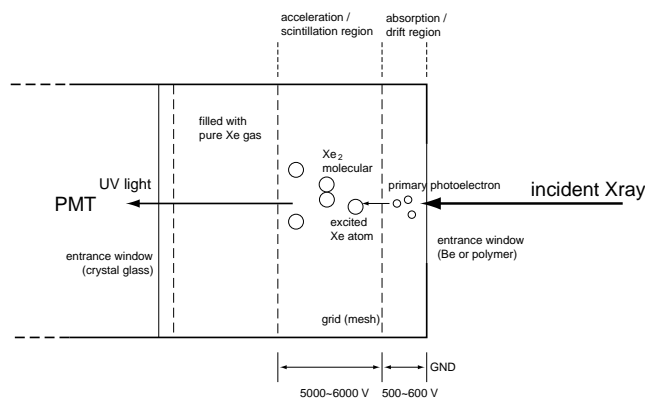 acceleration /
scintillation region
absorption /
drift region
filled with
pure Xe gas
Xe2
molecular
UV light
primary photoelectron
incident Xray
PMT
excited
Xe atom
entrance window
(crystal glass)
entrance window
(Be or polymer)
grid (mesh)
GND
5000~6000 V
500~600 V